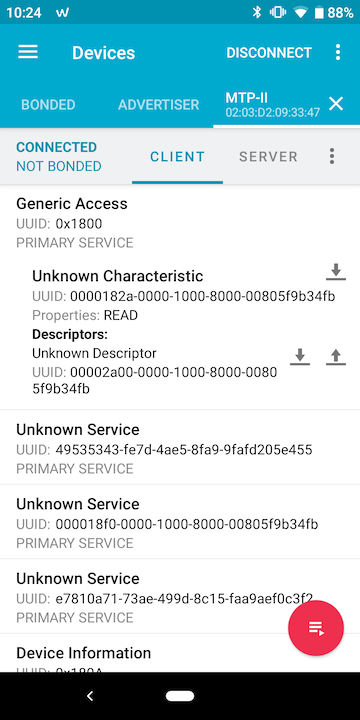 10:24
88%
Devices
DISCONNECT
BONDED
ADVERTISER
MTP-II
02:03:D2:09:33:47
CONNECTED
NOT BONDED
CLIENT
SERVER
Generic Access
UUID: 0x1800
PRIMARY SERVICE
Unknown Characteristic
UUID: 0000182a-0000-1000-8000-00805f9b34fb
Properties: READ
Descriptors:
Unknown Descriptor
UUID: 00002a00-0000-1000-8000-0080
5f9b34fb
Unknown Service
UUID: 49535343-fe7d-4ae5-8fa9-9fafd205e455
PRIMARY SERVICE
Unknown Service
UUID: 000018f0-0000-1000-8000-00805f9b34fb
PRIMARY SERVICE
Unknown Service
UUID: e7810a71-73ae-499d-8c15-faa9aef0c3f2
PRIMARY SERVICE
Device Information
UUID: 0x180A